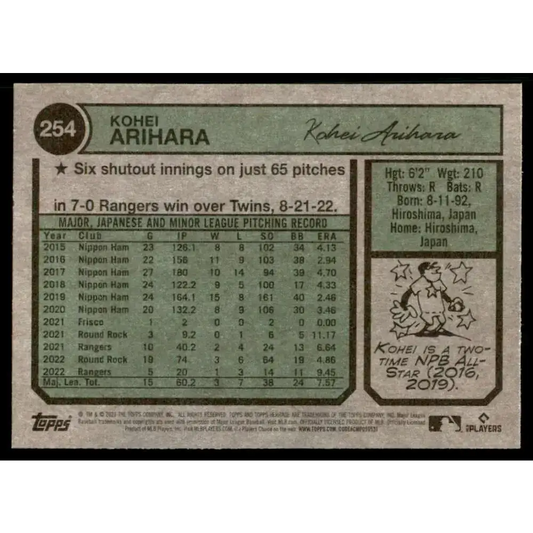 254
KOHEI
ARIHARA
Kohei Arihara
★ Six shutout innings on just 65 pitches
in 7-0 Rangers win over Twins, 8-21-22.
MAJOR, JAPANESE AND MINOR LEAGUE PITCHING RECORD
Year Club G IP W L SO BB ERA
2015 Nippon Ham 23 126.1 8 8 102 34 4.13
2016 Nippon Ham 22 156 11 9 103 38 2.94
2017 Nippon Ham 27 180 10 14 94 39 4.70
2018 Nippon Ham 24 122.2 9 5 100 17 4.33
2019 Nippon Ham 24 164.1 15 8 161 40 2.46
2020 Nippon Ham 20 132.2 8 106 30 3.46
2021 Frisco 1 2 0 0 2 0 0.00
2021 Round Rock 3 9.2 0 1 6 5 11.17
2021 Rangers 10 40.2 2 4 24 13 6.64
2022 Round Rock 19 74. 3 6 64 19 4.86
2022 Rangers 5 20. 1 3 14 11 9.45
Maj. Lea. Tot. 15 60.2 3 7 38 24 7.57
Hgt: 6'2" Wgt: 210
Throws: R Bats: R
Born: 8-11-92,
Hiroshima, Japan
Home: Hiroshima,
Japan
KOHEI IS A TWO-
TIME NPB ALL-
STAR (2016,
2019).
Topps
PLAYERS